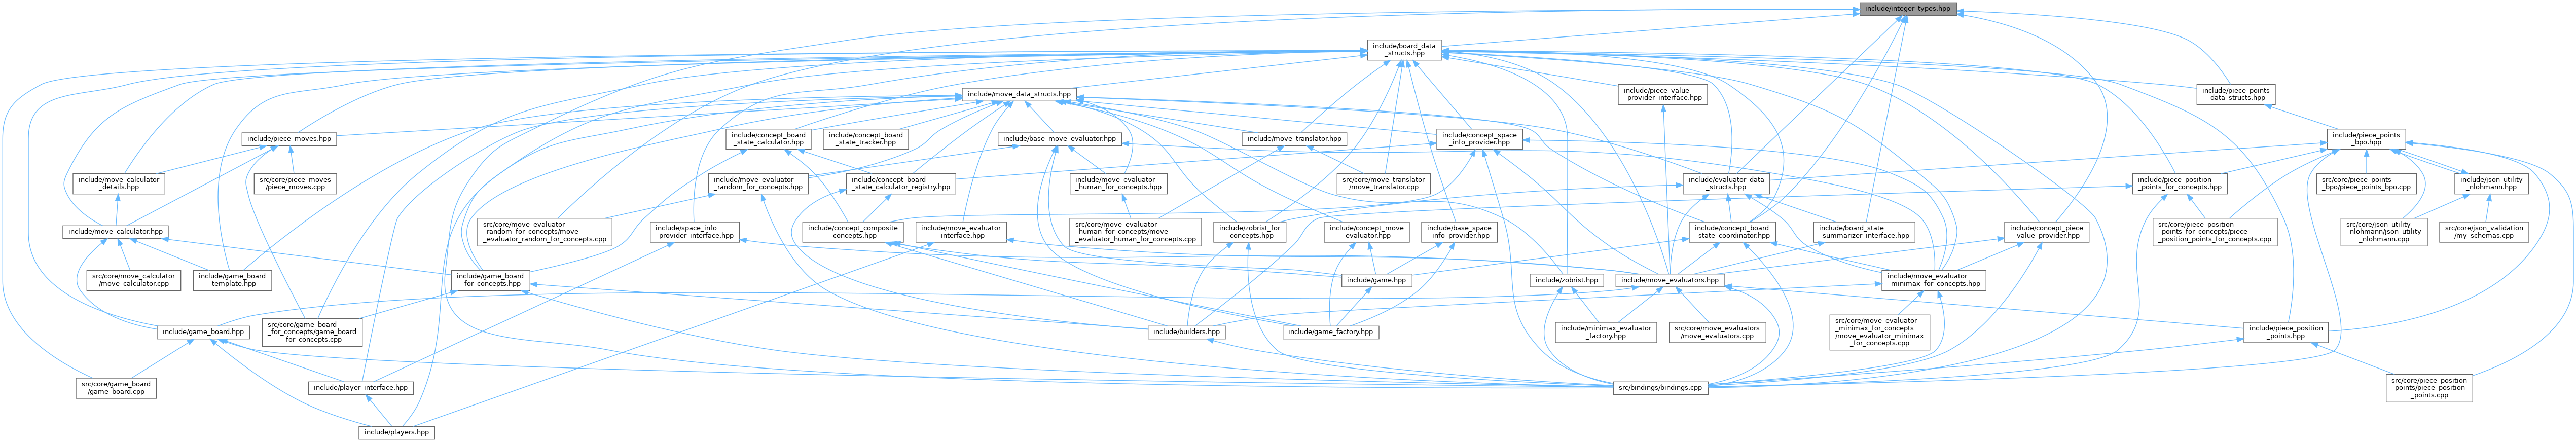 include/integer_types.hpp
include/board_data
_structs.hpp
include/move_data_structs.hpp
include/piece_value
_provider_interface.hpp
include/piece_points
_data_structs.hpp
include/piece_moves.hpp
include/concept_board
_state_calculator.hpp
include/concept_board
_state_tracker.hpp
include/base_move_evaluator.hpp
include/move_translator.hpp
include/concept_space
_info_provider.hpp
include/piece_points
_bpo.hpp
include/move_calculator
_details.hpp
src/core/piece_moves
/piece_moves.cpp
include/move_evaluator
_random_for_concepts.hpp
include/concept_board
_state_calculator_registry.hpp
include/move_evaluator
_human_for_concepts.hpp
src/core/move_translator
/move_translator.cpp
include/evaluator_data
_structs.hpp
include/piece_position
_points_for_concepts.hpp
src/core/piece_points
_bpo/piece_points_bpo.cpp
include/json_utility
_nlohmann.hpp
include/move_calculator.hpp
src/core/move_evaluator
_random_for_concepts/move
_evaluator_random_for_concepts.cpp
include/space_info
_provider_interface.hpp
include/concept_composite
_concepts.hpp
include/move_evaluator
_interface.hpp
src/core/move_evaluator
_human_for_concepts/move
_evaluator_human_for_concepts.cpp
include/zobrist_for
_concepts.hpp
include/concept_move
_evaluator.hpp
include/base_space
_info_provider.hpp
include/concept_board
_state_coordinator.hpp
include/board_state
_summarizer_interface.hpp
include/concept_piece
_value_provider.hpp
src/core/piece_position
_points_for_concepts/piece
_position_points_for_concepts.cpp
src/core/json_utility
_nlohmann/json_utility
_nlohmann.cpp
src/core/json_validation
/my_schemas.cpp
src/core/move_calculator
/move_calculator.cpp
include/game_board
_template.hpp
include/game_board
_for_concepts.hpp
include/game.hpp
include/zobrist.hpp
include/move_evaluators.hpp
include/move_evaluator
_minimax_for_concepts.hpp
include/game_board.hpp
src/core/game_board
_for_concepts/game_board
_for_concepts.cpp
include/builders.hpp
include/game_factory.hpp
include/minimax_evaluator
_factory.hpp
src/core/move_evaluators
/move_evaluators.cpp
src/core/move_evaluator
_minimax_for_concepts
/move_evaluator_minimax
_for_concepts.cpp
include/piece_position
_points.hpp
src/core/game_board
/game_board.cpp
include/player_interface.hpp
src/bindings/bindings.cpp
src/core/piece_position
_points/piece_position
_points.cpp
include/players.hpp